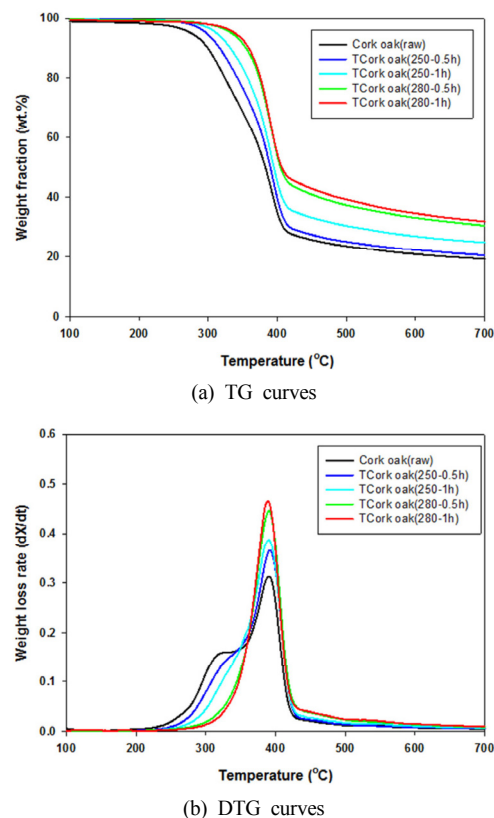 100
80
60
40
20
0
Weight fraction (wt.%)
Cork oak(raw)
TCork oak(250-0.5h)
TCork oak(250-1h)
TCork oak(280-0.5h)
TCork oak(280-1h)
100 200 300 400 500 600 700
Temperature (°C)
(a) TG curves
0.6
0.5
0.4
0.3
0.2
0.1
0.0
Weight loss rate (dX/dt)
Cork oak(raw)
TCork oak(250-0.5h)
TCork oak(250-1h)
TCork oak(280-0.5h)
TCork oak(280-1h)
100 200 300 400 500 600 700
Temperature (°C)
(b) DTG curves